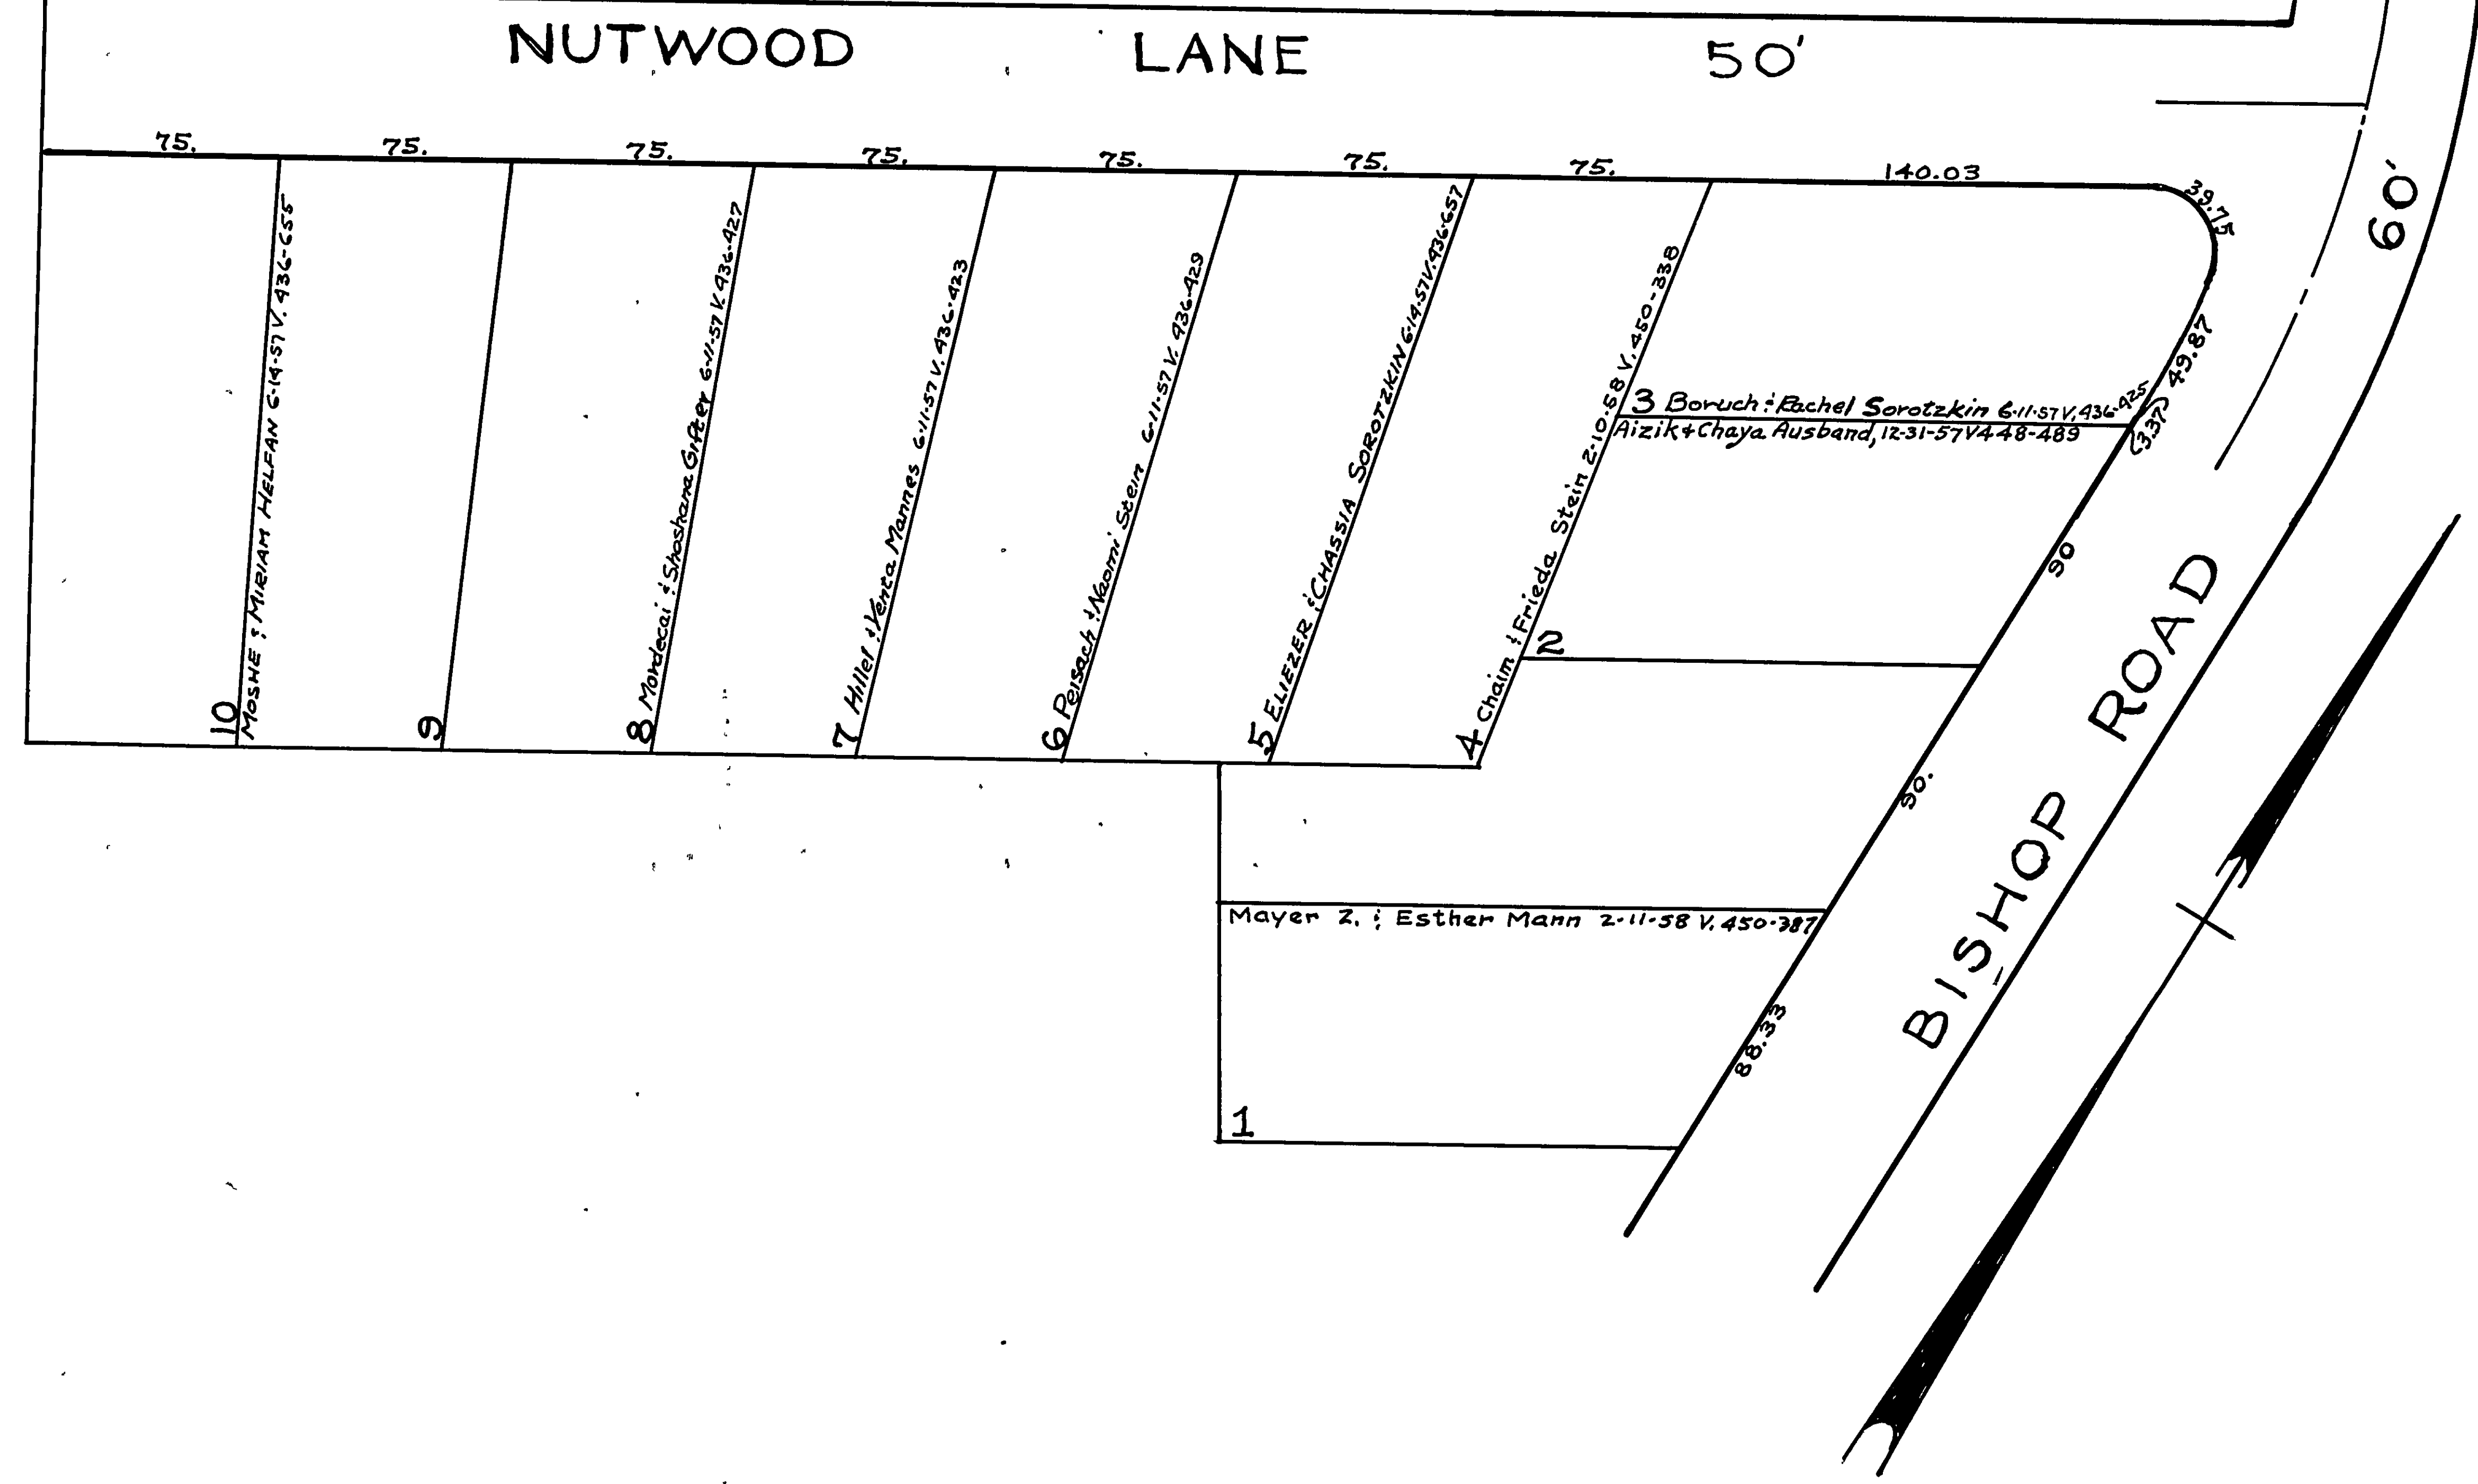 NUTWOOD LANE 50'
75. 75. 75. 75. 75. 75. 75. 140.03 39.75
60'
10 MOSHE & MIRIAM HELFAN 6-14-57 V. 436-655
9
8 Mordecai & Shoshana Gifter 6-11-57 V. 436-427
7 Hillel & Venza Mannes 6-11-57 V. 436-423
6 Peisach & Naomi Stein 6-11-57 V. 436-429
5 ELIEZER & CHASSIA SOROTZKIN 6-14-57 V. 436-657
4 Chaim & Frieda Stein 2-10-58 V. 450-338
3 Boruch & Rachel Sorotzkin 6-11-57 V. 436-425
49.87
Aizik & Chaya Ausband, 12-31-57 V 448-489
(3.37)
90
2
90.
Mayer Z. & Esther Mann 2-11-58 V. 450-387
88.33
1
BISHOP ROAD